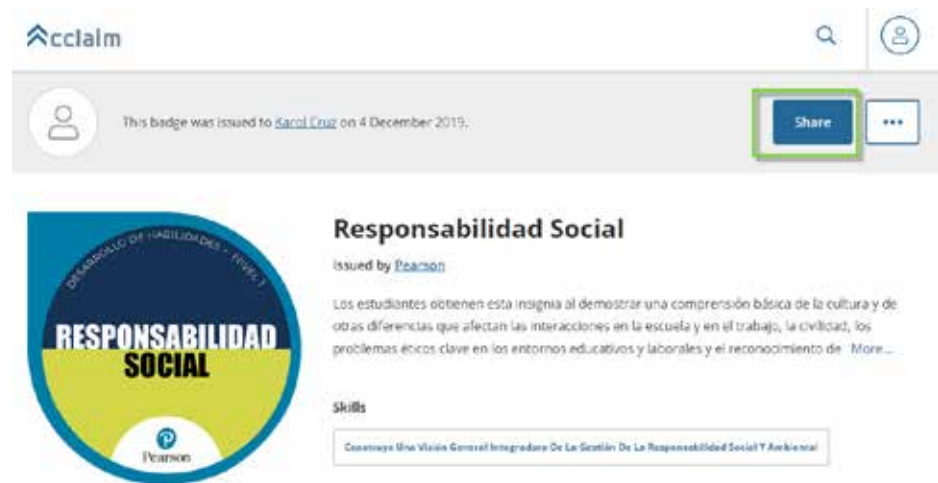 Acclaim
This badge was issued to Karol Cruz on 4 December 2019.
Share
...
DESARROLLO DE HABILIDADES - NIVEL 1
RESPONSABILIDAD
SOCIAL
Pearson
Responsabilidad Social
Issued by Pearson
Los estudiantes obtienen esta insignia al demostrar una comprensión básica de la cultura y de
otras diferencias que afectan las interacciones en la escuela y en el trabajo, la civilidad, los
problemas éticos clave en los entornos educativos y laborales y el reconocimiento de More...
Skills
Construye Una Visión General Integradora De La Gestión De La Responsabilidad Social Y Ambiental